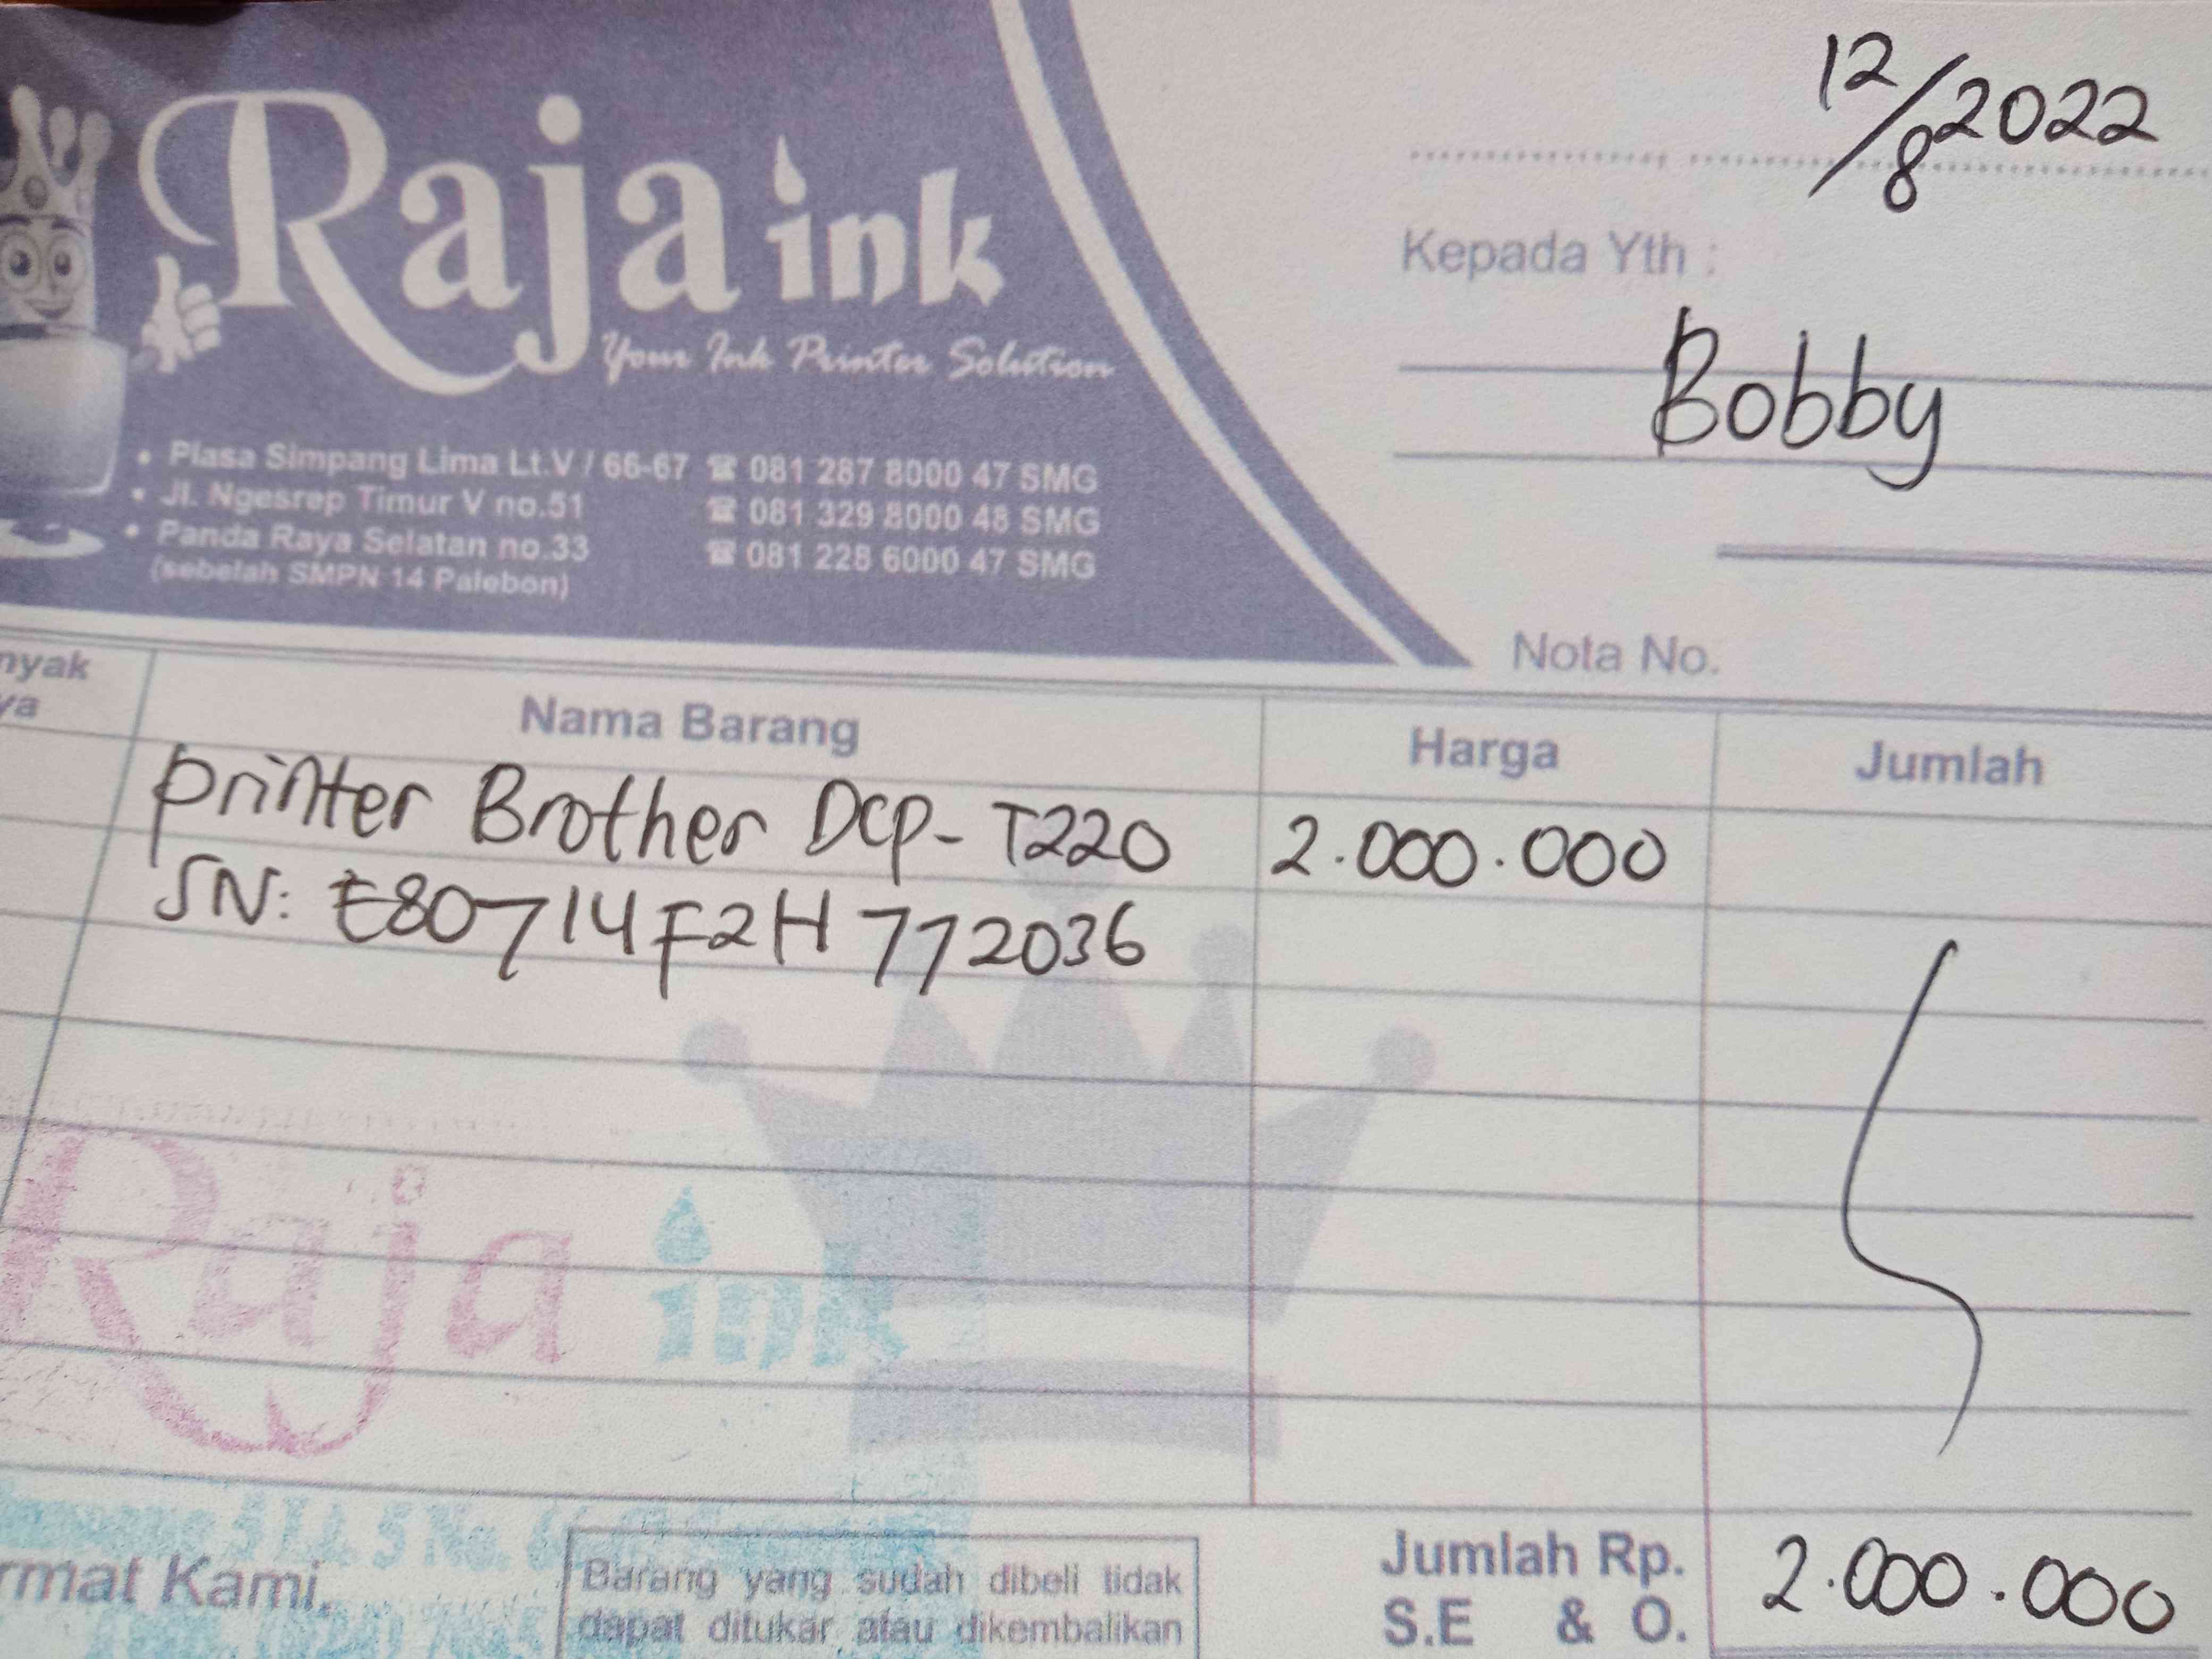 Raja ink
Your Ink Printer Solution
• Plasa Simpang Lima Lt.V / 66-67 ☎ 081 287 8000 47 SMG
• Jl. Ngesrep Timur V no.51 ☎ 081 329 8000 48 SMG
• Panda Raya Selatan no.33 ☎ 081 228 6000 47 SMG
(sebelah SMPN 14 Palebon)
12/8 2022
Kepada Yth :
Bobby
Nota No.
nyak
ya
Nama Barang
Harga
Jumlah
printer Brother DCP-T220 2.000.000
SN: E80714F2H772036
Raja ink
rmat Kami,
Barang yang sudah dibeli tidak
dapat ditukar atau dikembalikan
Jumlah Rp. 2.000.000
S.E & O.